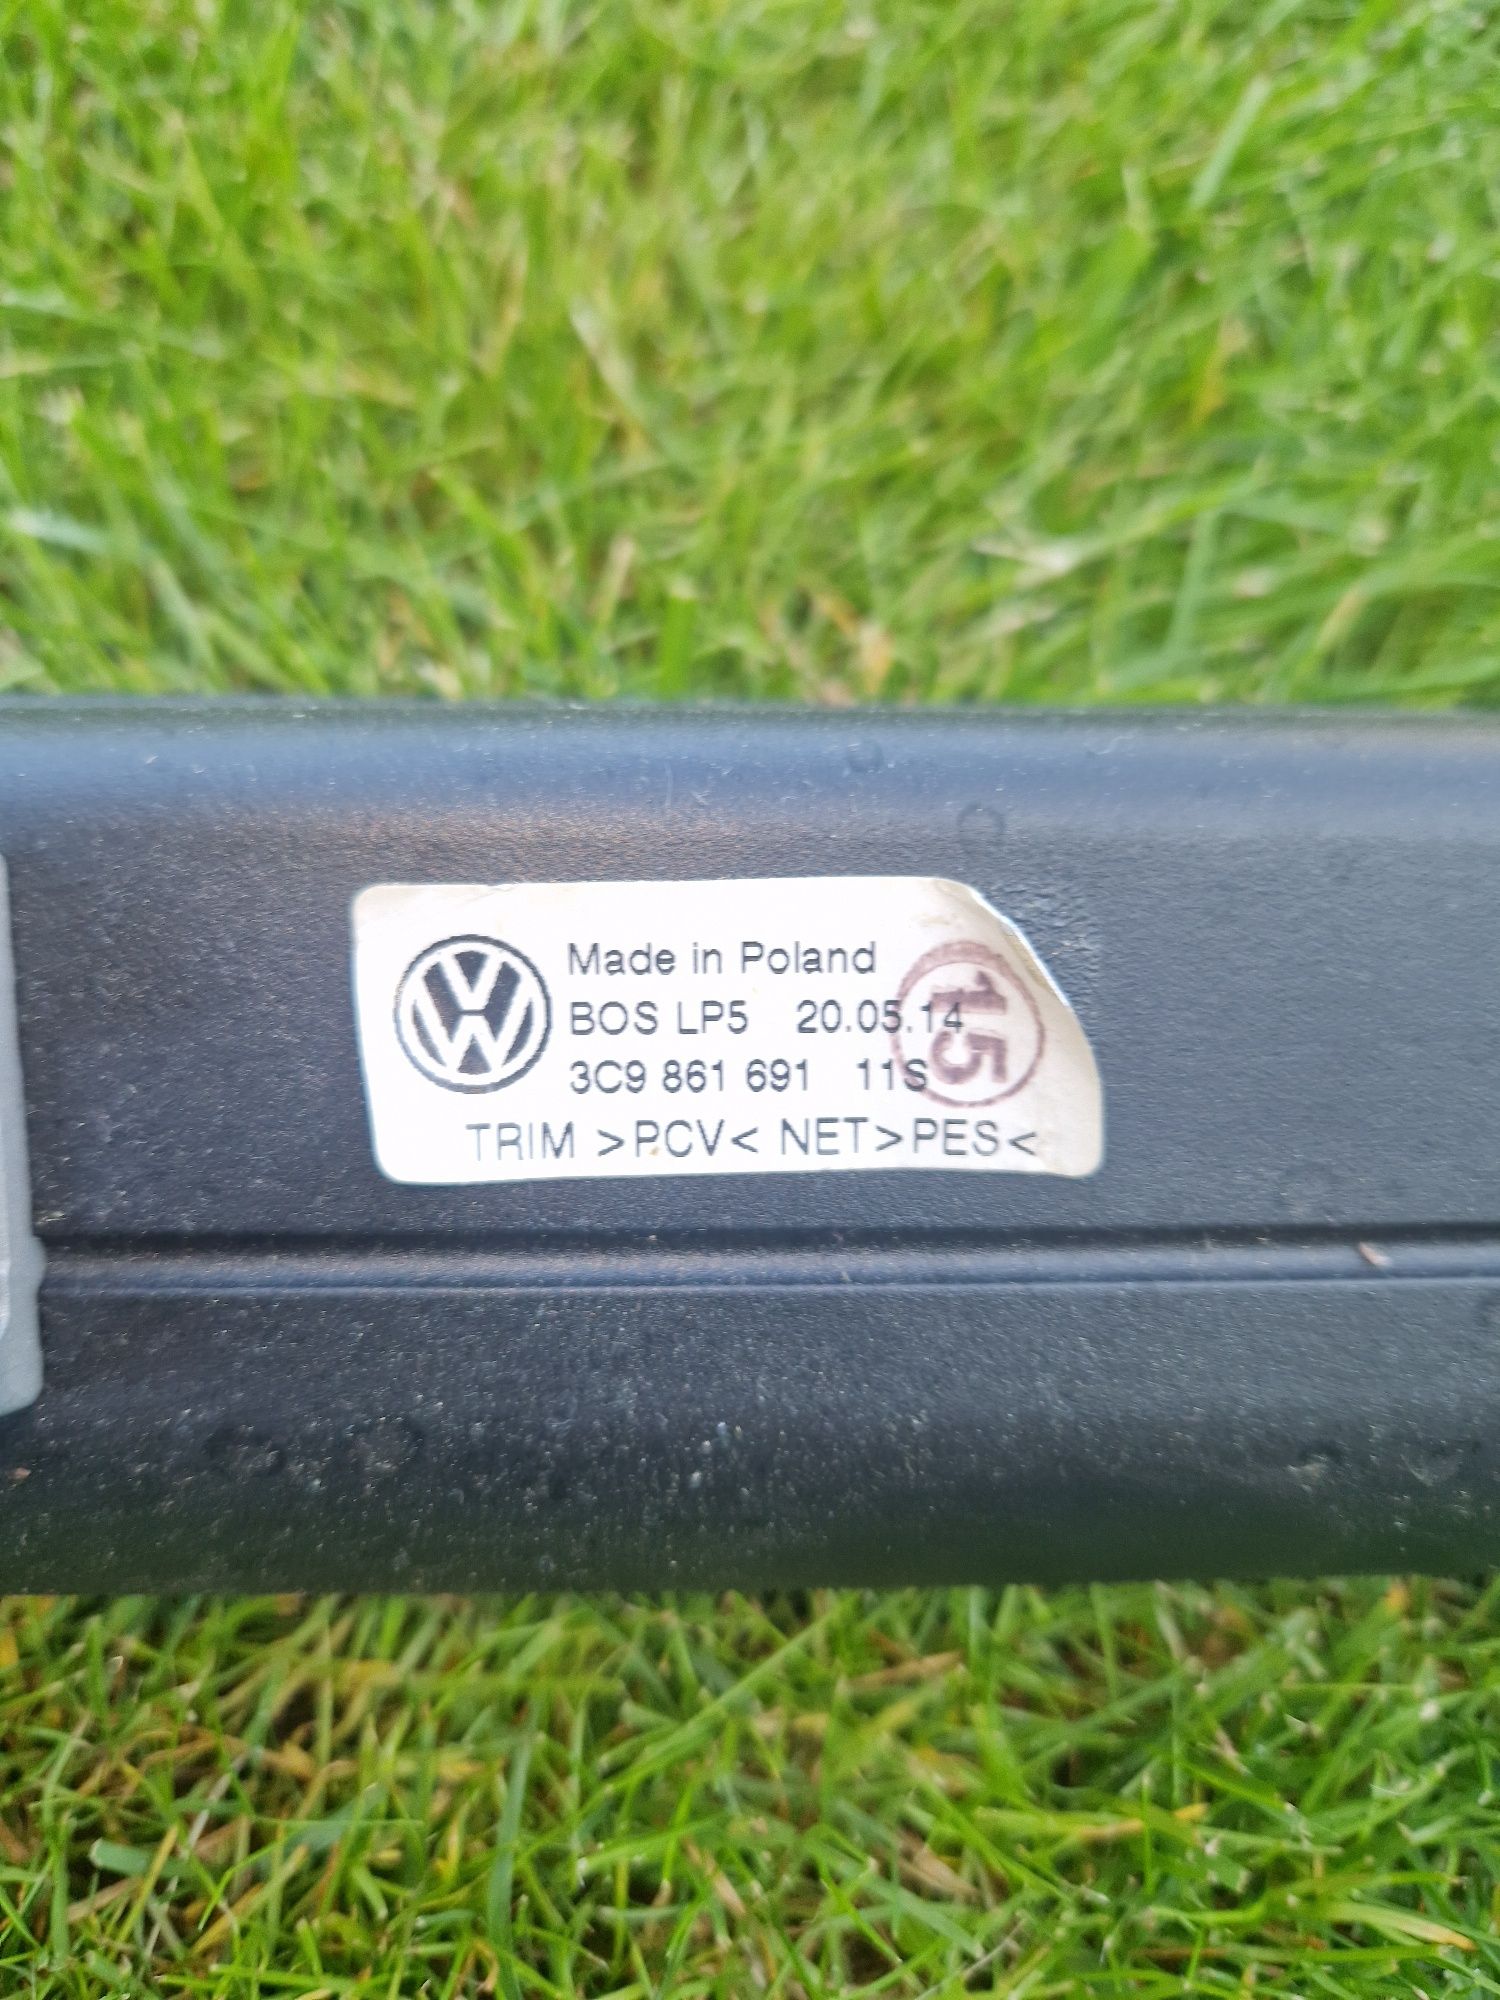 Made in Poland
BOS LP5 20.05.14
3C9 861 691 11S
TRIM >PCV< NET>PES<
15